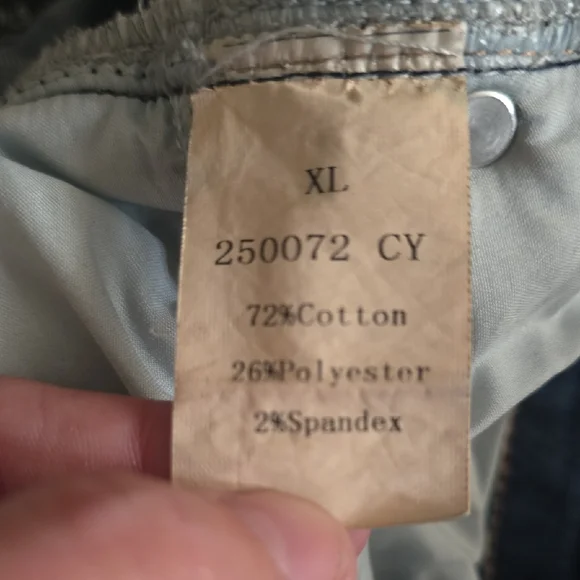 XL
250072 CY
72%Cotton
26%Polyester
2%Spandex